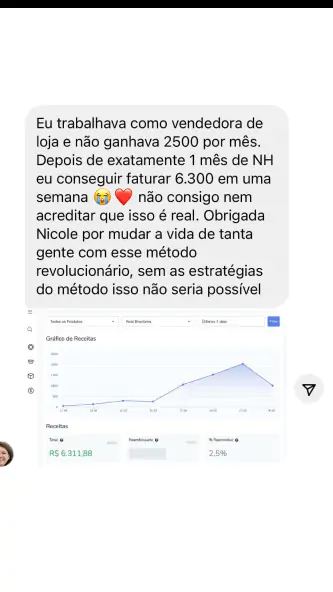 Eu trabalhava como vendedora de
loja e não ganhava 2500 por mês.
Depois de exatamente 1 mês de NH
eu conseguir faturar 6.300 em uma
semana 😭❤️ não consigo nem
acreditar que isso é real. Obrigada
Nicole por mudar a vida de tanta
gente com esse método
revolucionário, sem as estratégias
do método isso não seria possível
Todos os Produtos Real Brasileiro Últimos 7 dias
Gráfico de Receitas
Receitas
Total Reembolsado % Reembolso
R$ 6.311,88 2,5%